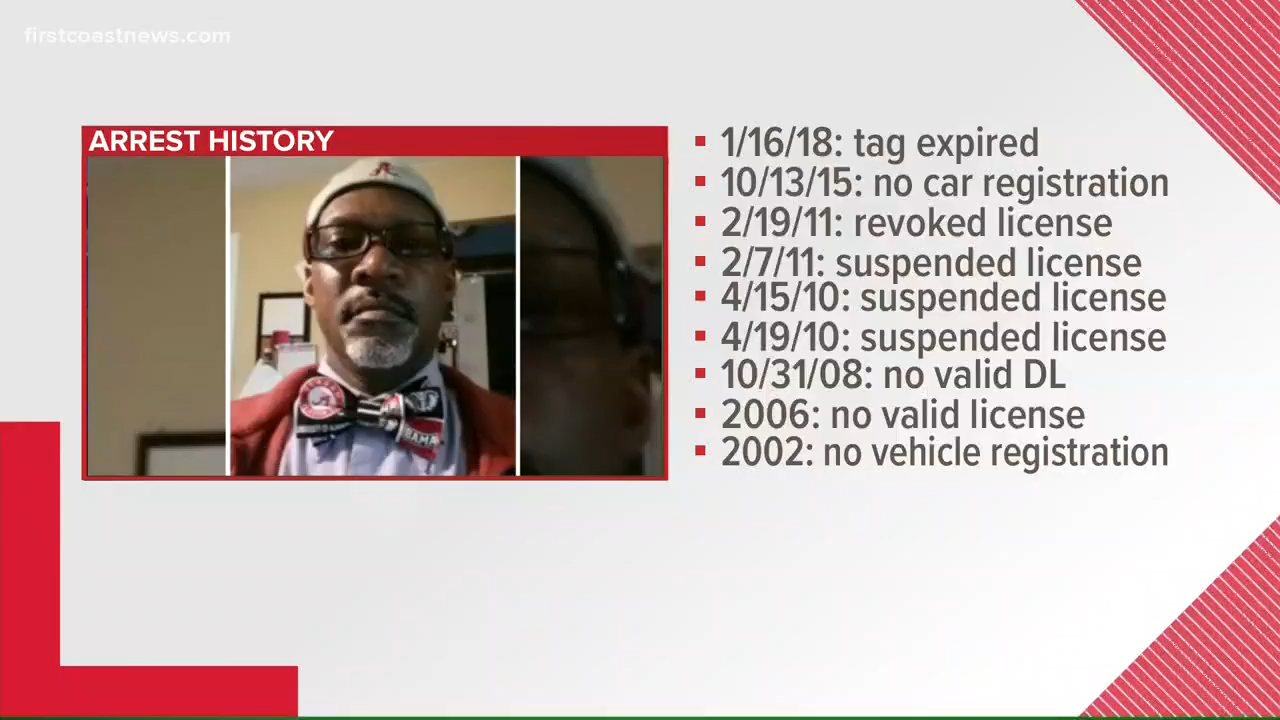 firstcoastnews.com
ARREST HISTORY
1/16/18: tag expired
10/13/15: no car registration
2/19/11: revoked license
2/7/11: suspended license
4/15/10: suspended license
4/19/10: suspended license
10/31/08: no valid DL
2006: no valid license
2002: no vehicle registration
BAMA